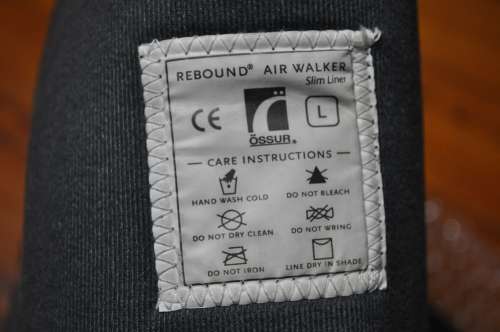 REBOUND® AIR WALKER
Slim Liner
CE
L
ÖSSUR®
CARE INSTRUCTIONS
HAND WASH COLD
DO NOT BLEACH
DO NOT DRY CLEAN
DO NOT WRING
DO NOT IRON
LINE DRY IN SHADE